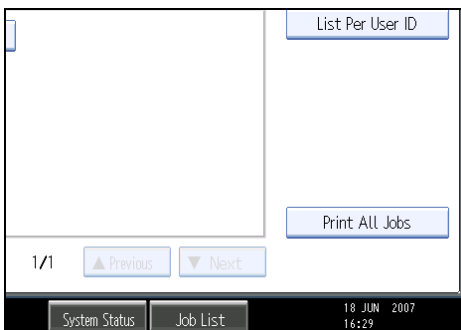 List Per User ID
Print All Jobs
1/1 ▲ Previous ▼ Next
System Status Job List 18 JUN 2007
16:29